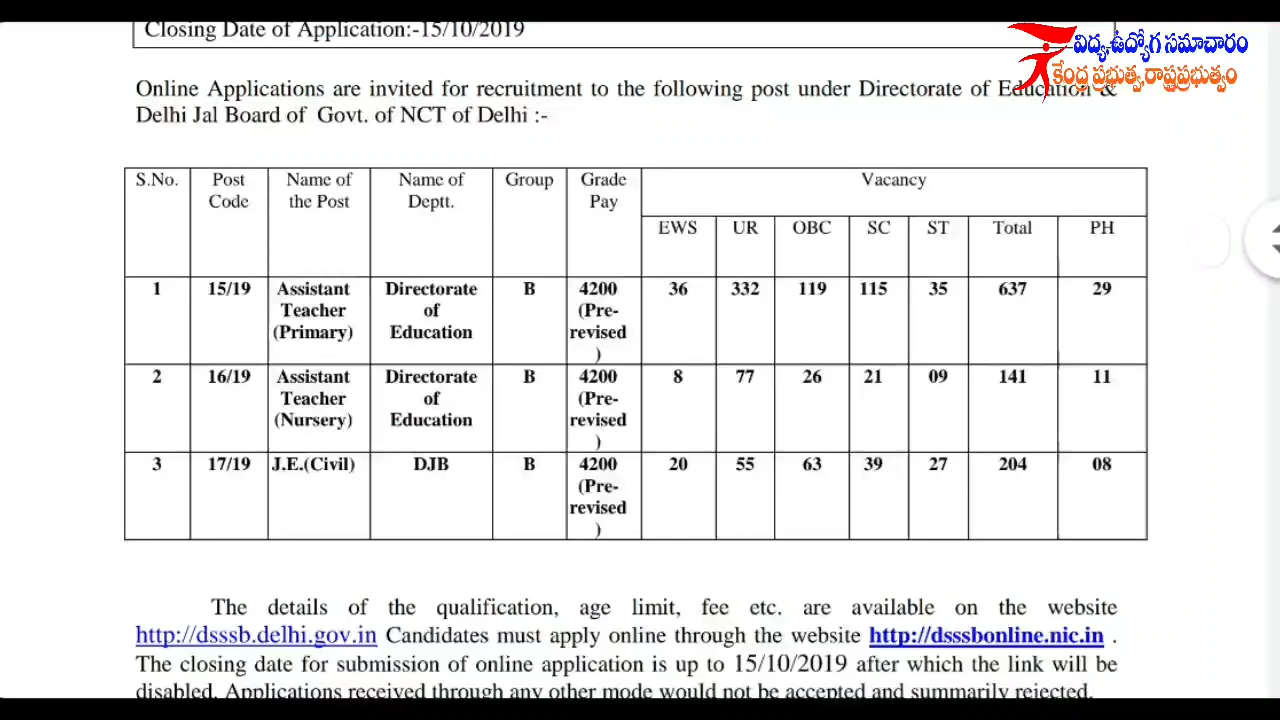 Closing Date of Application:-15/10/2019
విద్య,ఉద్యోగ సమాచారం
కేంద్ర ప్రభుత్వ,రాష్ట్రప్రభుత్వం
Online Applications are invited for recruitment to the following post under Directorate of Education &
Delhi Jal Board of Govt. of NCT of Delhi :-
S.No. Post Code Name of the Post Name of Deptt. Group Grade Pay Vacancy
EWS UR OBC SC ST Total PH
1 15/19 Assistant Teacher (Primary) Directorate of Education B 4200 (Pre-revised) 36 332 119 115 35 637 29
2 16/19 Assistant Teacher (Nursery) Directorate of Education B 4200 (Pre-revised) 8 77 26 21 09 141 11
3 17/19 J.E.(Civil) DJB B 4200 (Pre-revised) 20 55 63 39 27 204 08
The details of the qualification, age limit, fee etc. are available on the website
http://dsssb.delhi.gov.in Candidates must apply online through the website http://dsssbonline.nic.in .
The closing date for submission of online application is up to 15/10/2019 after which the link will be
disabled. Applications received through any other mode would not be accepted and summarily rejected.